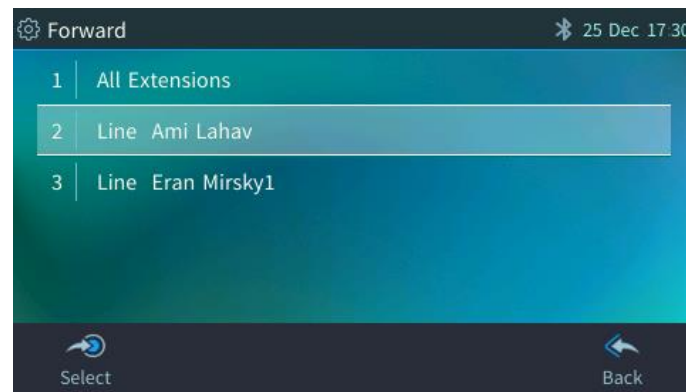 Forward 25 Dec 17:30
1 All Extensions
2 Line Ami Lahav
3 Line Eran Mirsky1
Select Back